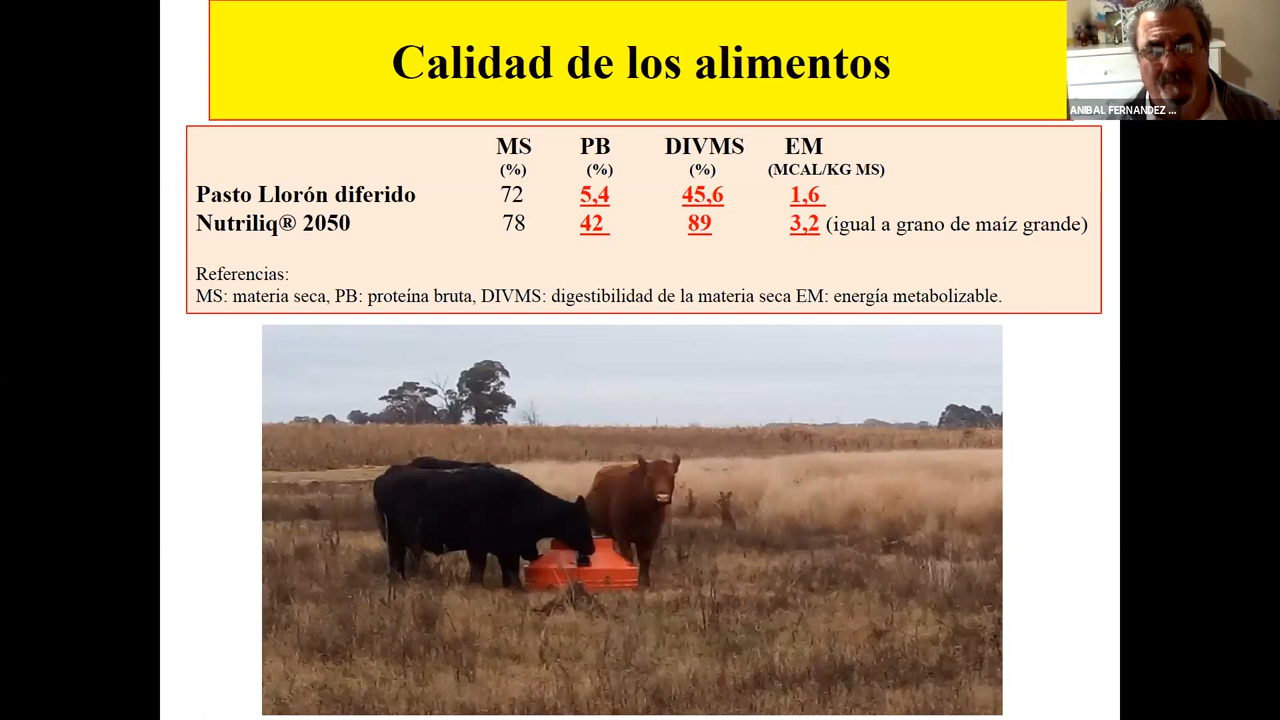 Calidad de los alimentos
ANIBAL FERNANDEZ ...
MS PB DIVMS EM
(%) (%) (%) (MCAL/KG MS)
Pasto Llorón diferido 72 5,4 45,6 1,6
Nutriliq® 2050 78 42 89 3,2 (igual a grano de maíz grande)
Referencias:
MS: materia seca, PB: proteína bruta, DIVMS: digestibilidad de la materia seca EM: energía metabolizable.